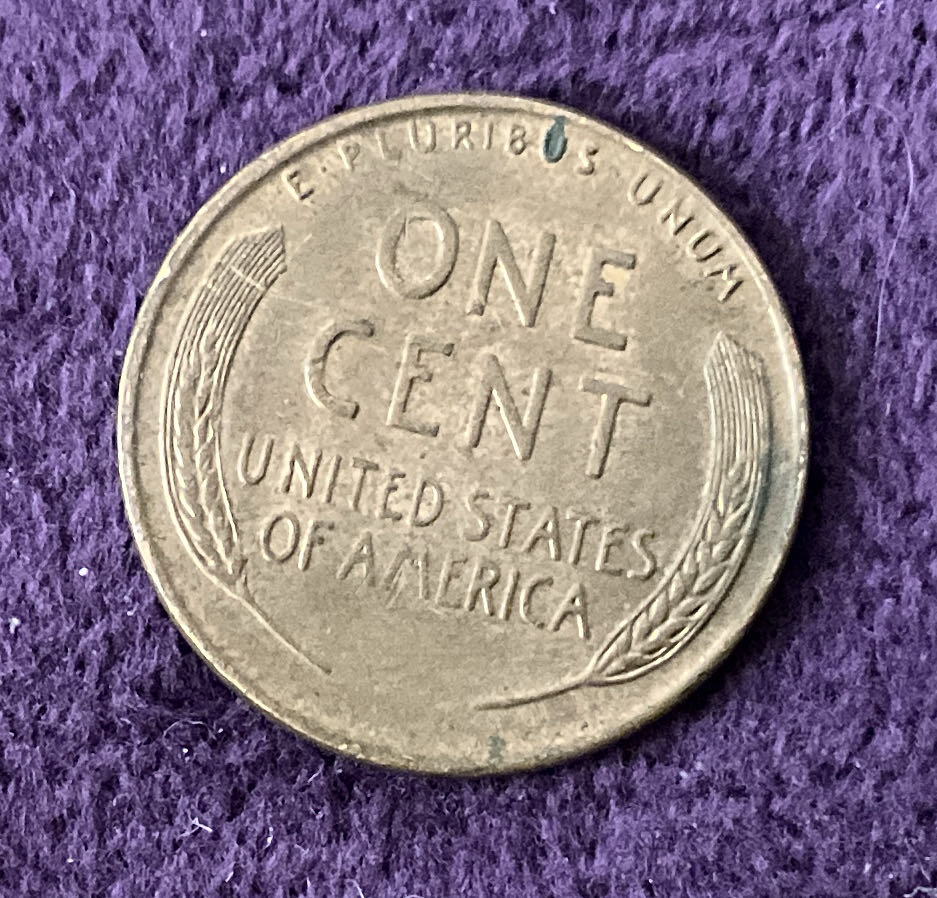 E·PLURIBUS·UNUM
ONE
CENT
UNITED STATES
OF AMERICA